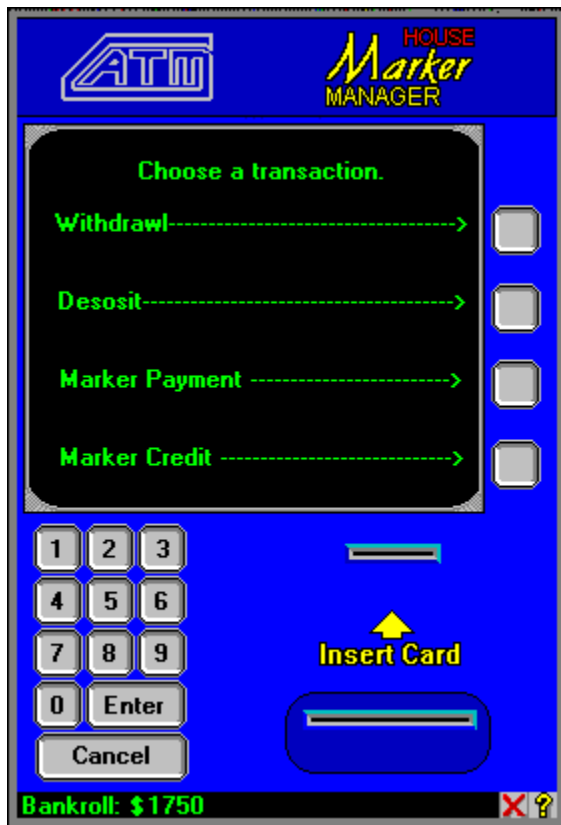 ATM
HOUSE
Marker
MANAGER
Choose a transaction.
Withdrawl----------------------------------->
Desosit-------------------------------------->
Marker Payment ------------------------->
Marker Credit ----------------------------->
1 2 3
4 5 6
7 8 9
0 Enter
Cancel
Insert Card
Bankroll: $1750
?